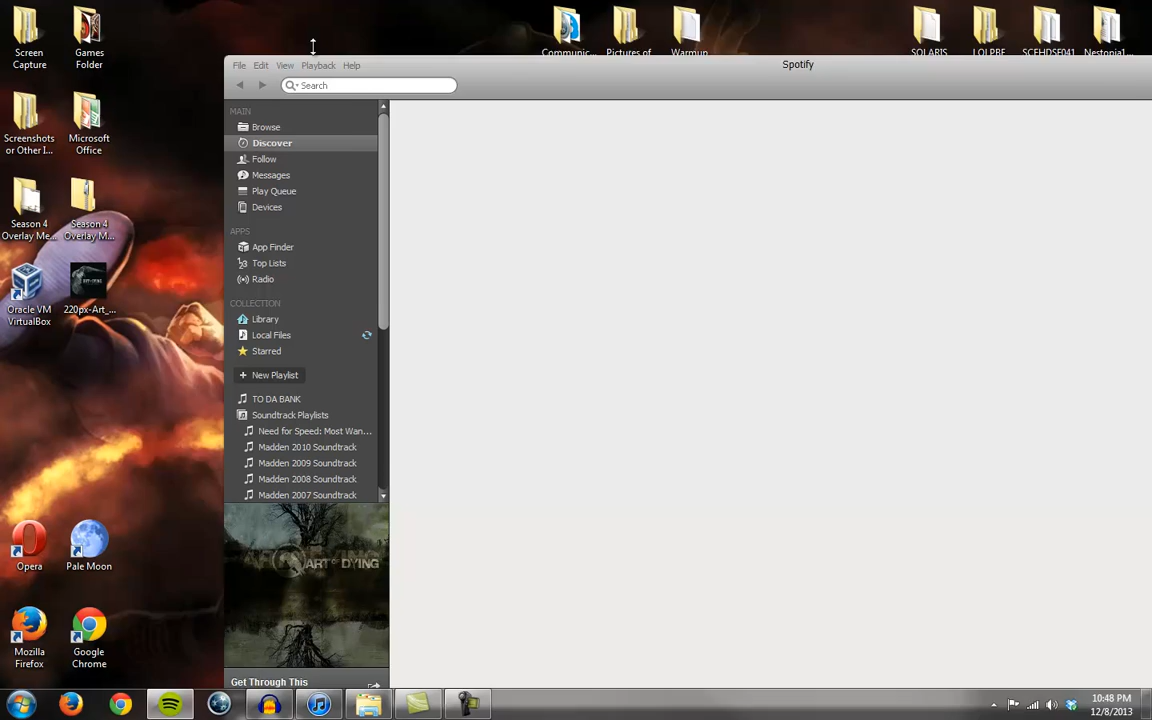 Screen
Capture
Games
Folder
Communic...
Pictures of
Warmup
SOLARIS
LOLPBE
SCEHDSE041
Nestonia1...
File Edit View Playback Help
Spotify
Search
Screenshots
or Other I...
Microsoft
Office
Season 4
Overlay Me...
Season 4
Overlay M...
Oracle VM
VirtualBox
220px-Art_...
Opera
Pale Moon
Mozilla
Firefox
Google
Chrome
MAIN
Browse
Discover
Follow
Messages
Play Queue
Devices
APPS
App Finder
Top Lists
Radio
COLLECTION
Library
Local Files
Starred
+ New Playlist
TO DA BANK
Soundtrack Playlists
Need for Speed: Most Wan...
Madden 2010 Soundtrack
Madden 2009 Soundtrack
Madden 2008 Soundtrack
Madden 2007 Soundtrack
ART OF DYING
Get Through This
10:48 PM
12/8/2013